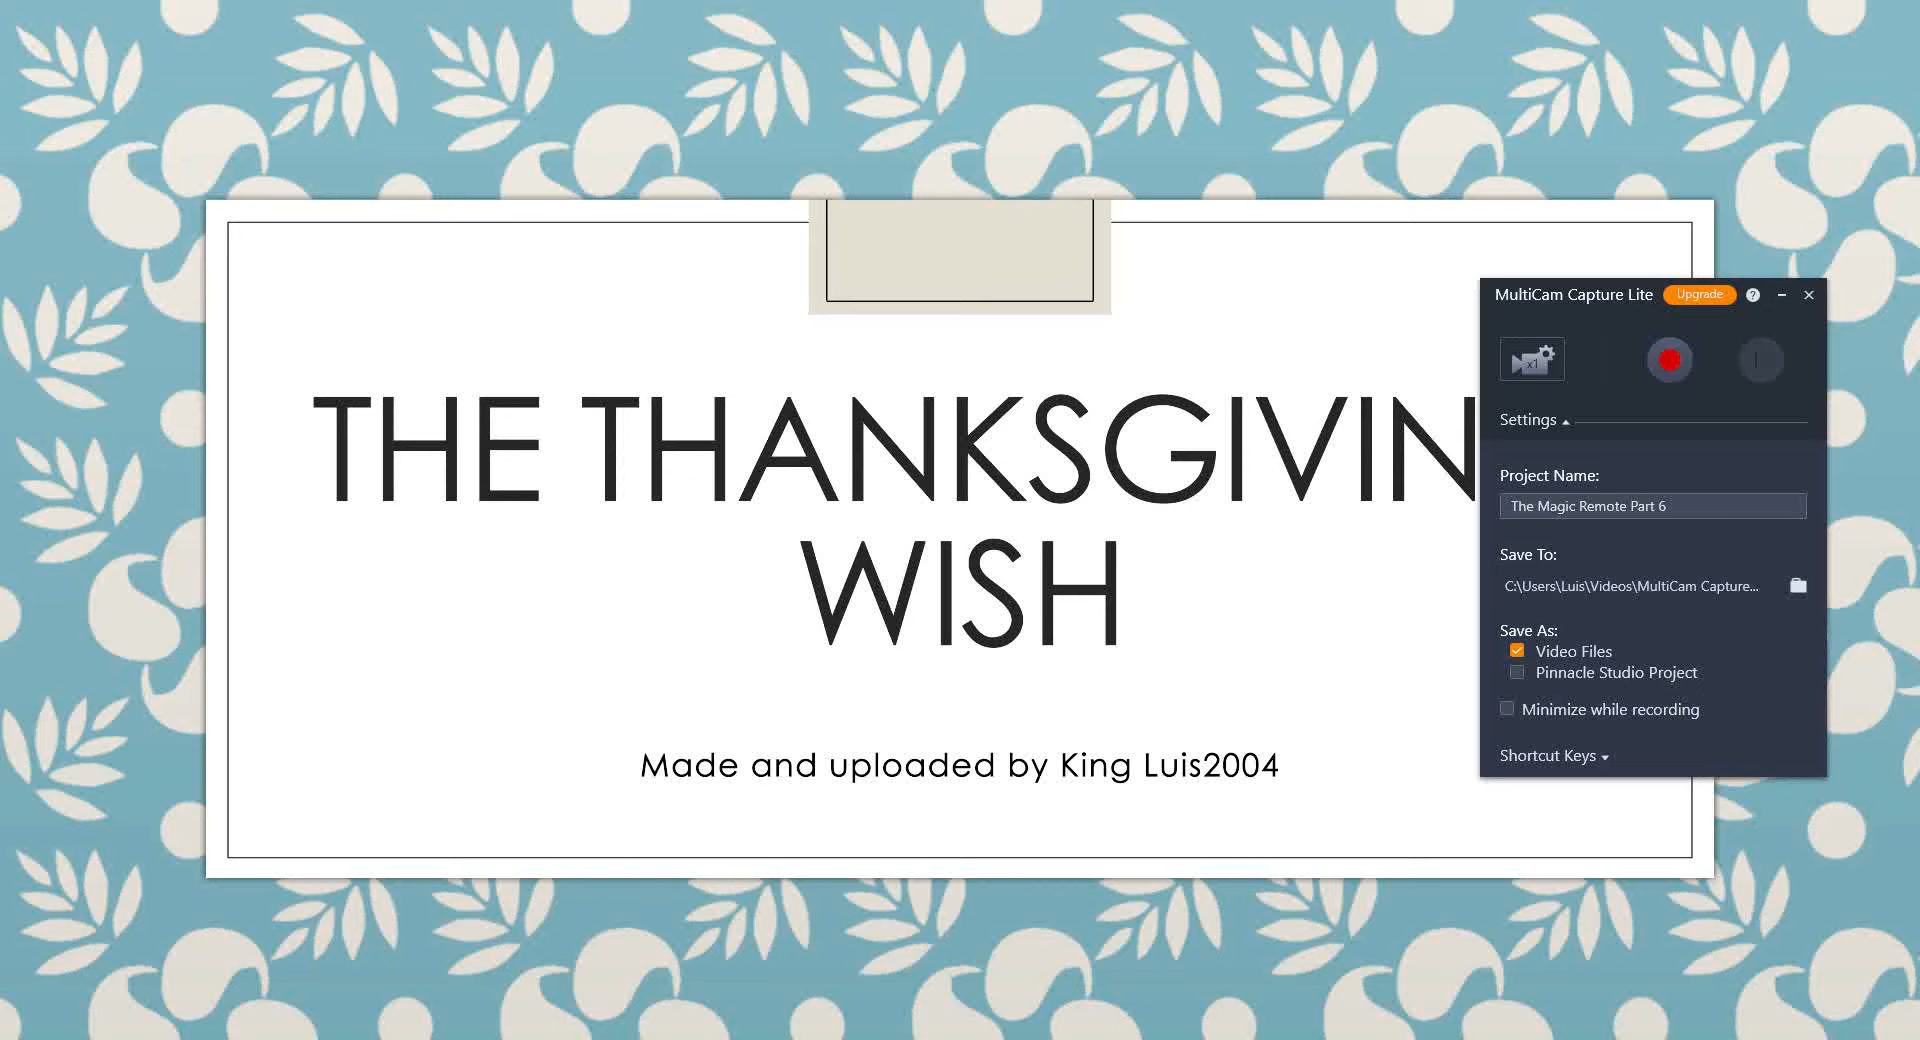 THE THANKSGIVIN
WISH
Made and uploaded by King Luis2004
MultiCam Capture Lite
Upgrade
?
x1
Settings
Project Name:
The Magic Remote Part 6
Save To:
C:\Users\Luis\Videos\MultiCam Capture...
Save As:
Video Files
Pinnacle Studio Project
Minimize while recording
Shortcut Keys